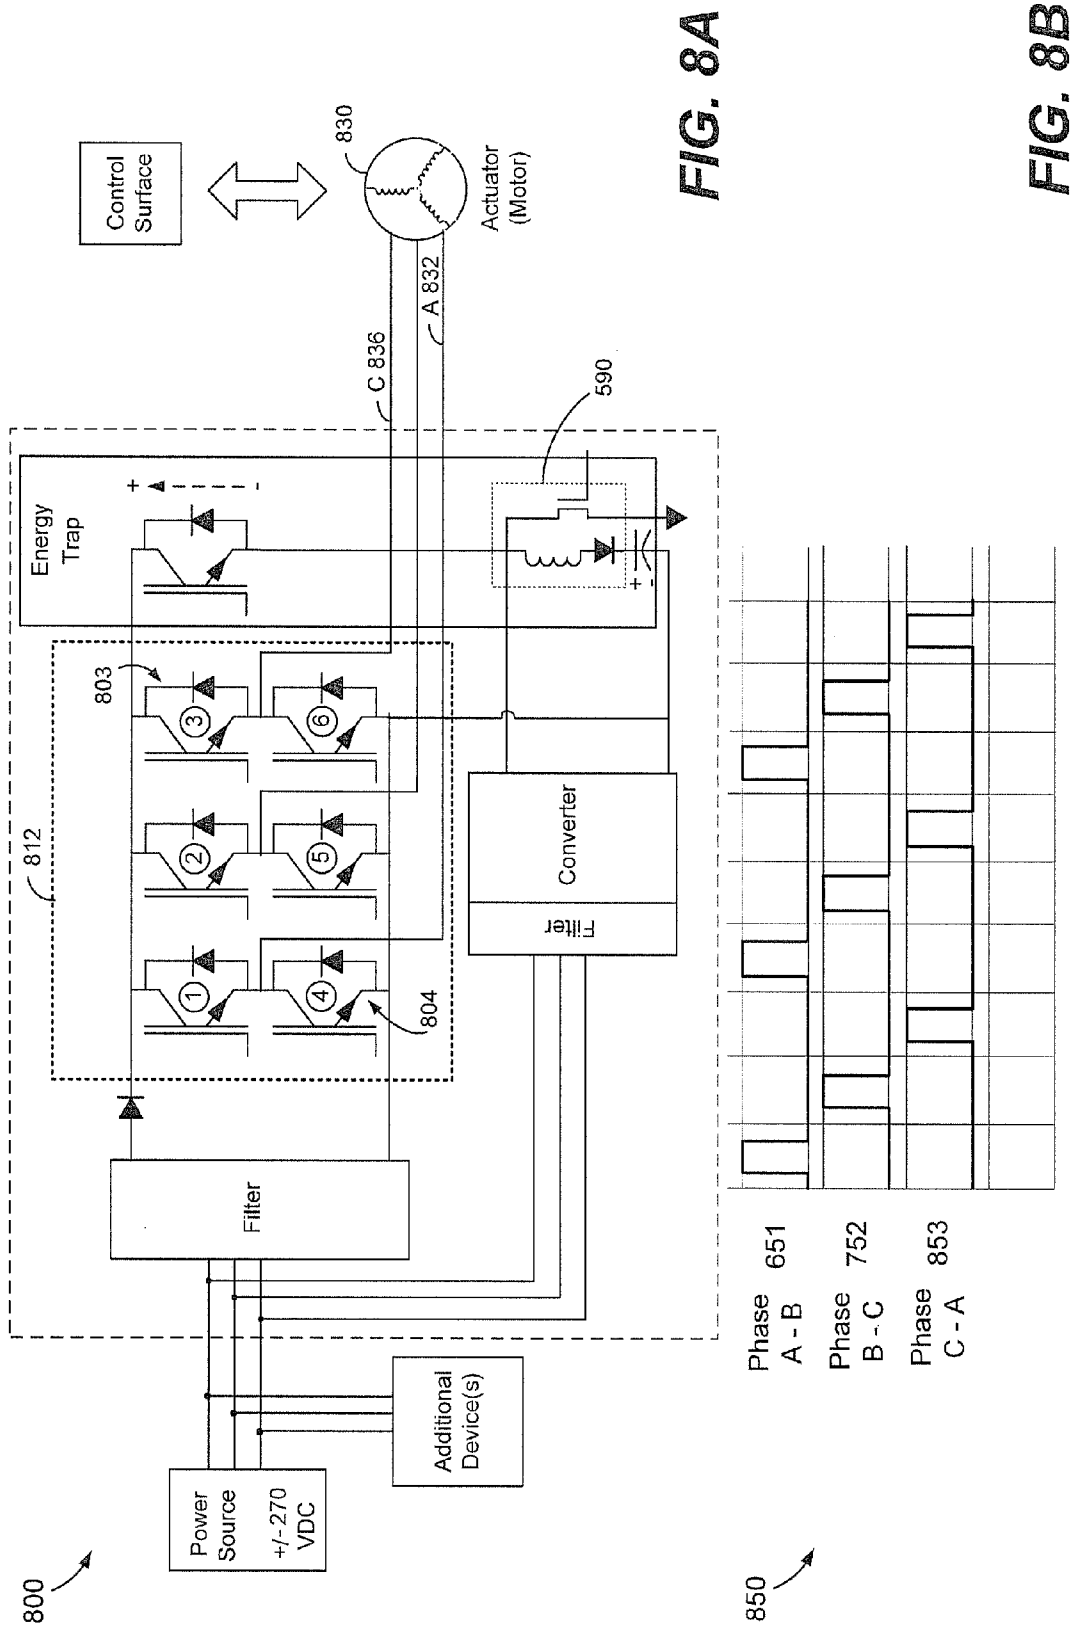 800
Power
Source
+/-270
VDC
Additional
Device(s)
Filter
812
1
2
3
4
5
6
803
804
Filter
Converter
Energy
Trap
+
-
+
-
590
C 836
A 832
830
Actuator
(Motor)
Control
Surface
FIG. 8A
850
Phase 651
A - B
Phase 752
B - C
Phase 853
C - A
FIG. 8B